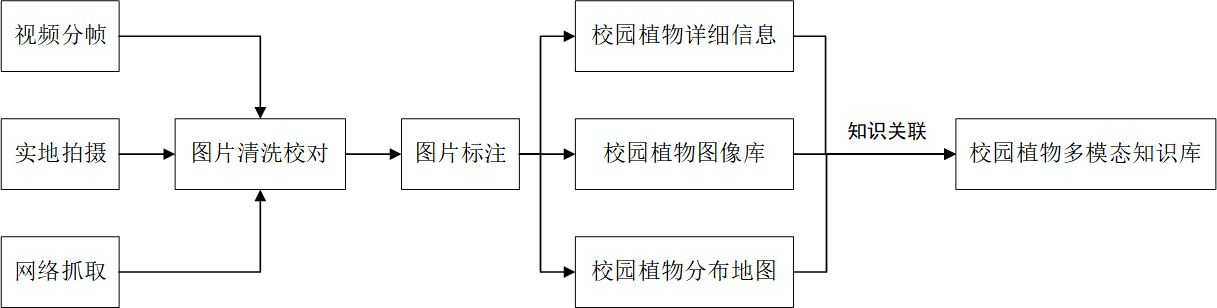 视频分帧
实地拍摄
网络抓取
图片清洗校对
图片标注
校园植物详细信息
校园植物图像库
校园植物分布地图
知识关联
校园植物多模态知识库